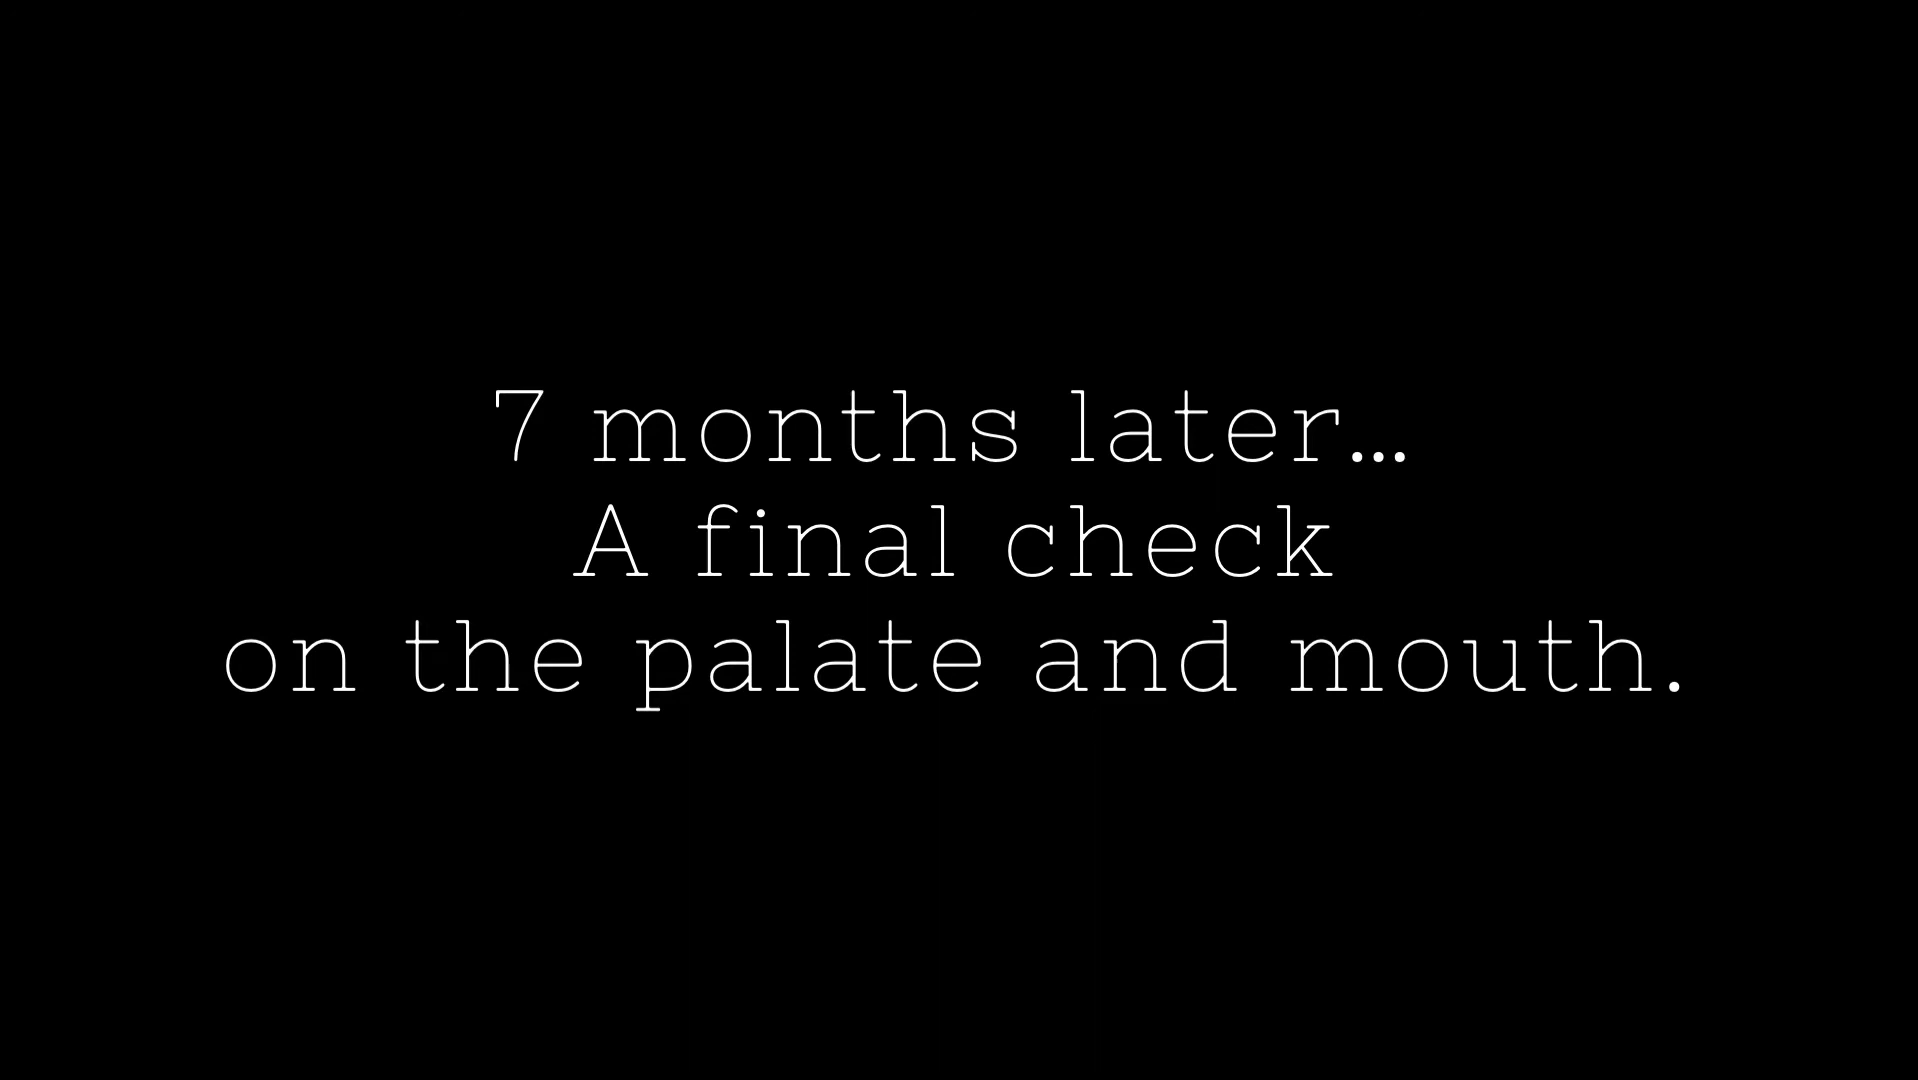 7 months later…
A final check
on the palate and mouth.